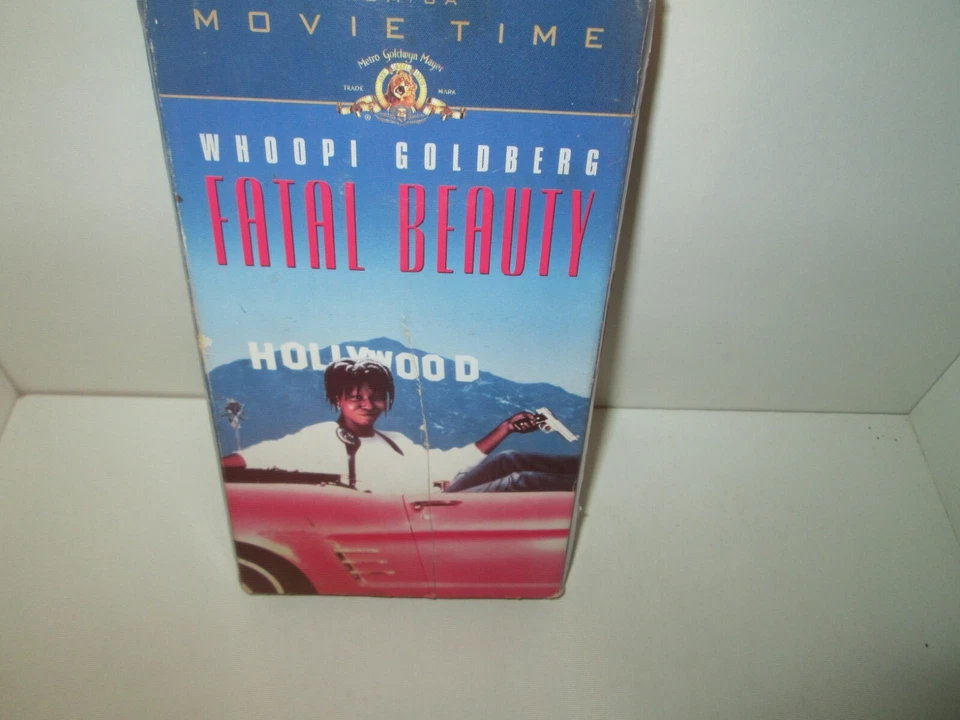 MOVIE TIME
Metro Goldwyn Mayer
TRADE MARK
®
WHOOPI GOLDBERG
FATAL BEAUTY
HOLLYWOOD